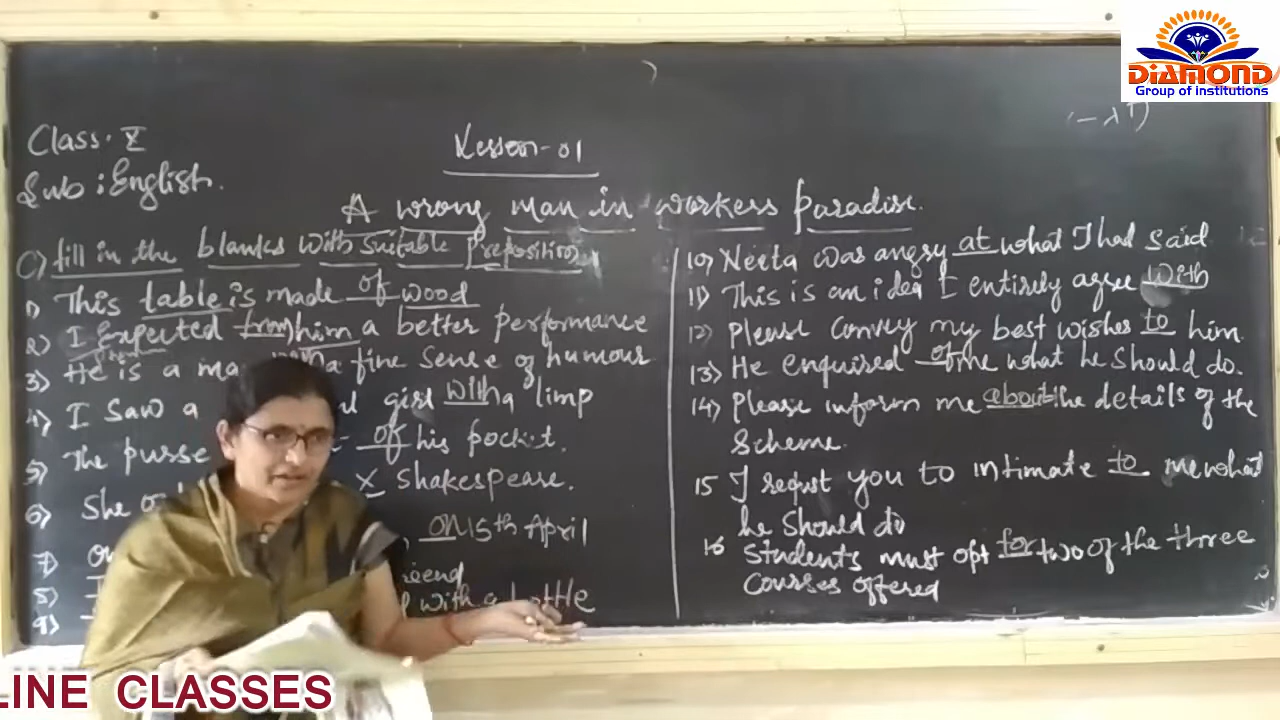 DIAMOND
Group of institutions
Class: X
Sub: English.
Lesson-01
A wrong man in workers paradise.
C) fill in the blanks with suitable preposition
1) This table is made of wood
2) I Expected from him a better performance
3) He is a ma a fine sense of humour
4) I saw a girl with a limp
5) The purse of his pocket.
6) She X Shakespeare.
7) on 15th April
8)
9) with a bottle
10) Neeta was angry at what I had said
11) This is an idea I entirely agree with
12) Please convey my best wishes to him.
13) He enquired of me what he should do.
14) Please inform me about the details of the
Scheme.
15 I request you to intimate to me what
he should do
16 Students must opt for two of the three
courses offered
LINE CLASSES